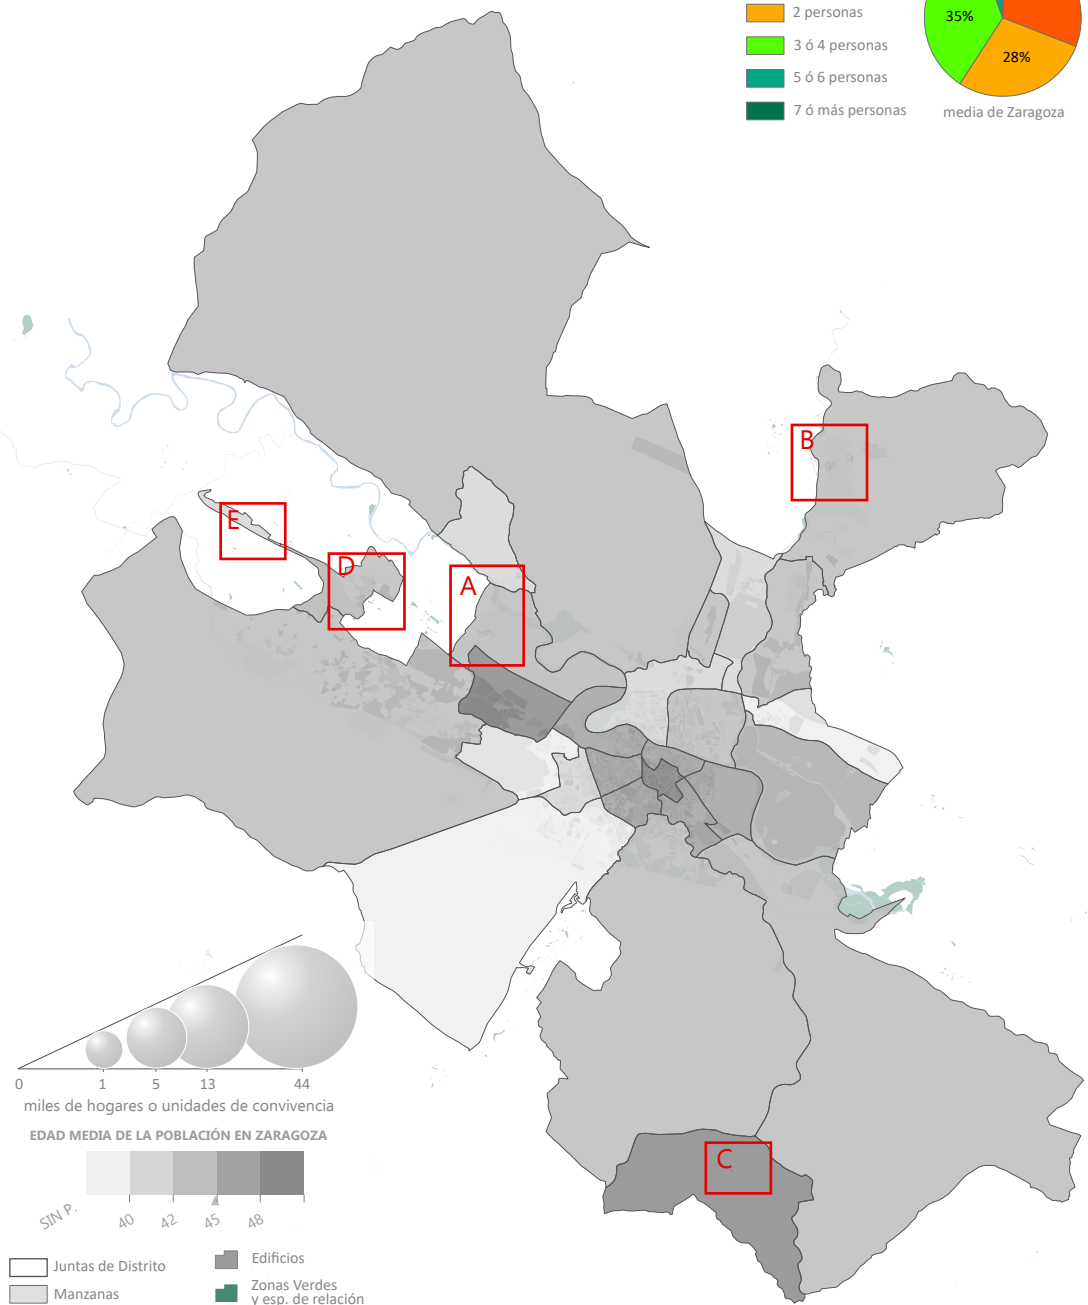 2 personas
3 ó 4 personas
5 ó 6 personas
7 ó más personas
35%
28%
media de Zaragoza
B
E
D
A
C
0
1
5
13
44
miles de hogares o unidades de convivencia
EDAD MEDIA DE LA POBLACIÓN EN ZARAGOZA
SIN P.
40
42
45
48
Juntas de Distrito
Manzanas
Edificios
Zonas Verdes
y esp. de relación